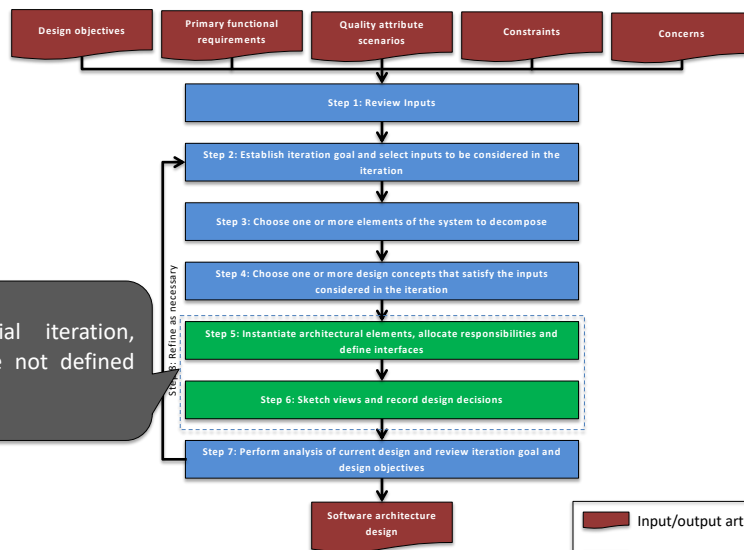 Design objectives
Primary functional
requirements
Quality attribute
scenarios
Constraints
Concerns
Step 1: Review Inputs
Step 2: Establish iteration goal and select inputs to be considered in the
iteration
Step 3: Choose one or more elements of the system to decompose
Step 4: Choose one or more design concepts that satisfy the inputs
considered in the iteration
iteration,
not defined
Refine as necessary
Step 5: Instantiate architectural elements, allocate responsibilities and
define interfaces
Step 6: Sketch views and record design decisions
Step 7: Perform analysis of current design and review iteration goal and
design objectives
Software architecture
design
Input/output